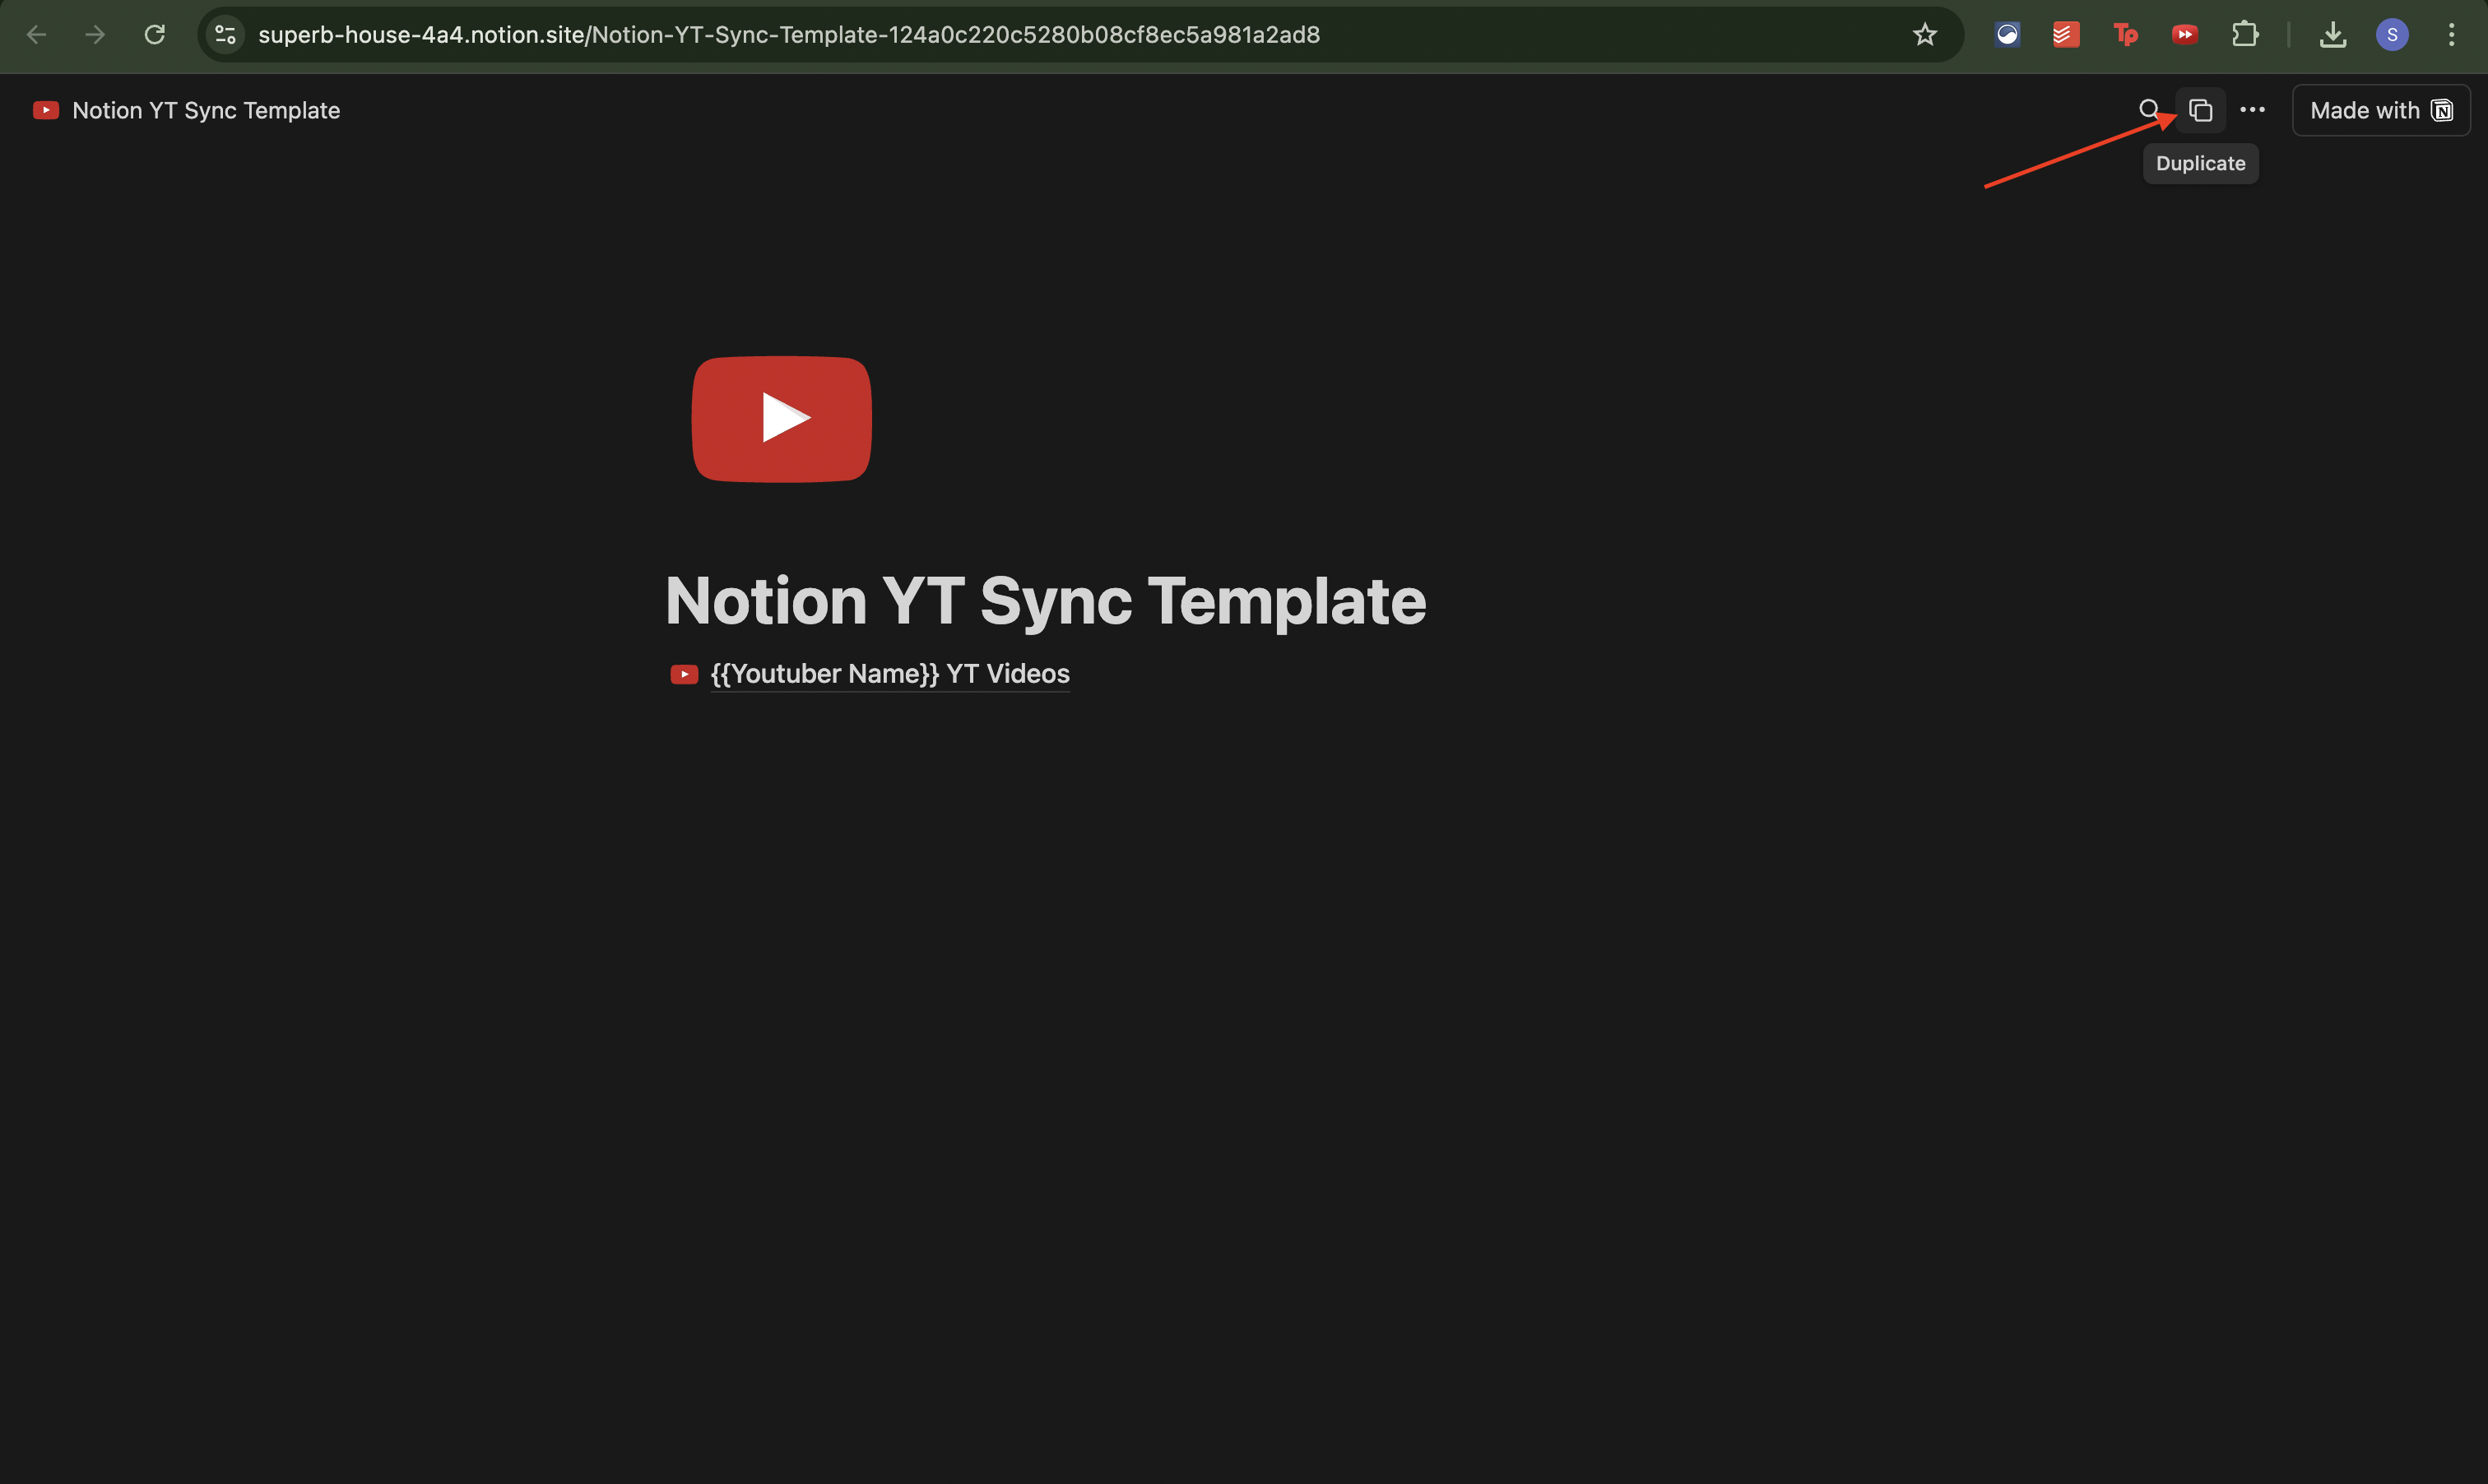 superb-house-4a4.notion.site/Notion-YT-Sync-Template-124a0c220c5280b08cf8ec5a981a2ad8
Tp
S
Notion YT Sync Template
Made with N
Duplicate
Notion YT Sync Template
{{Youtuber Name}} YT Videos